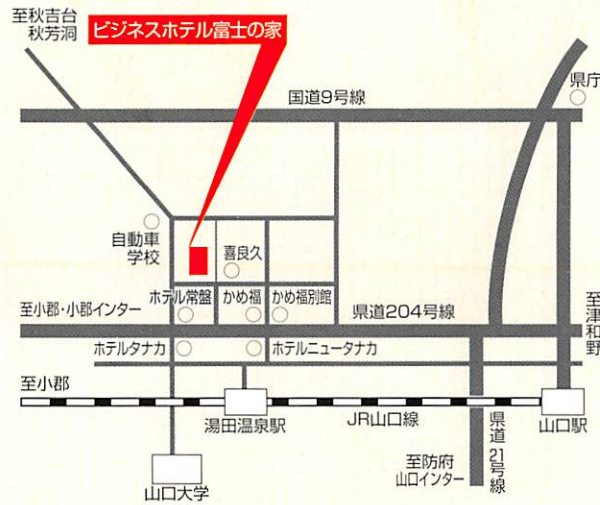 至秋吉台
秋芳洞
ビジネスホテル富士の家
県庁
国道9号線
自動車
学校
喜良久
ホテル常盤
かめ福
かめ福別館
至小郡・小郡インター
県道204号線
至津和野
ホテルタナカ
ホテルニュータナカ
至小郡
湯田温泉駅
JR山口線
県道21号線
山口駅
至防府
山口インター
山口大学